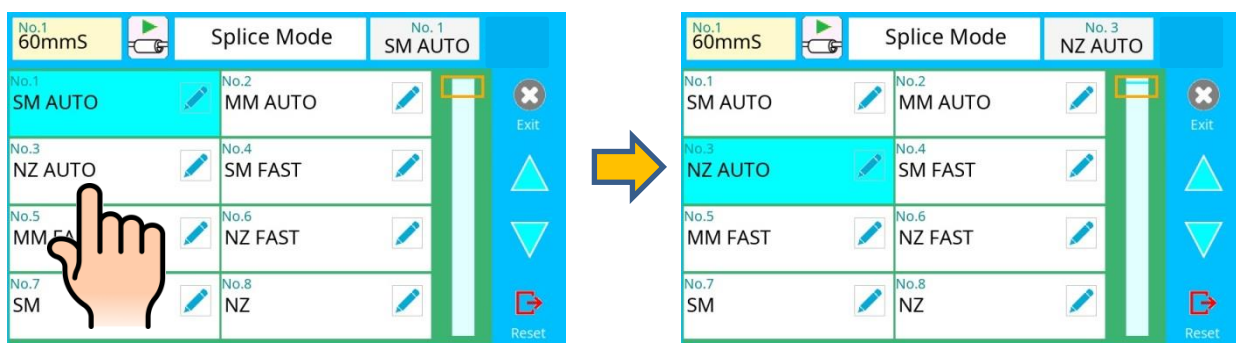 No.1
60mmS
Splice Mode
No. 1
SM AUTO
No.1
SM AUTO
No.2
MM AUTO
Exit
No.3
NZ AUTO
No.4
SM FAST
No.5
MM FA
No.6
NZ FAST
No.7
SM
No.8
NZ
Reset
No.1
60mmS
Splice Mode
No. 3
NZ AUTO
No.1
SM AUTO
No.2
MM AUTO
Exit
No.3
NZ AUTO
No.4
SM FAST
No.5
MM FAST
No.6
NZ FAST
No.7
SM
No.8
NZ
Reset